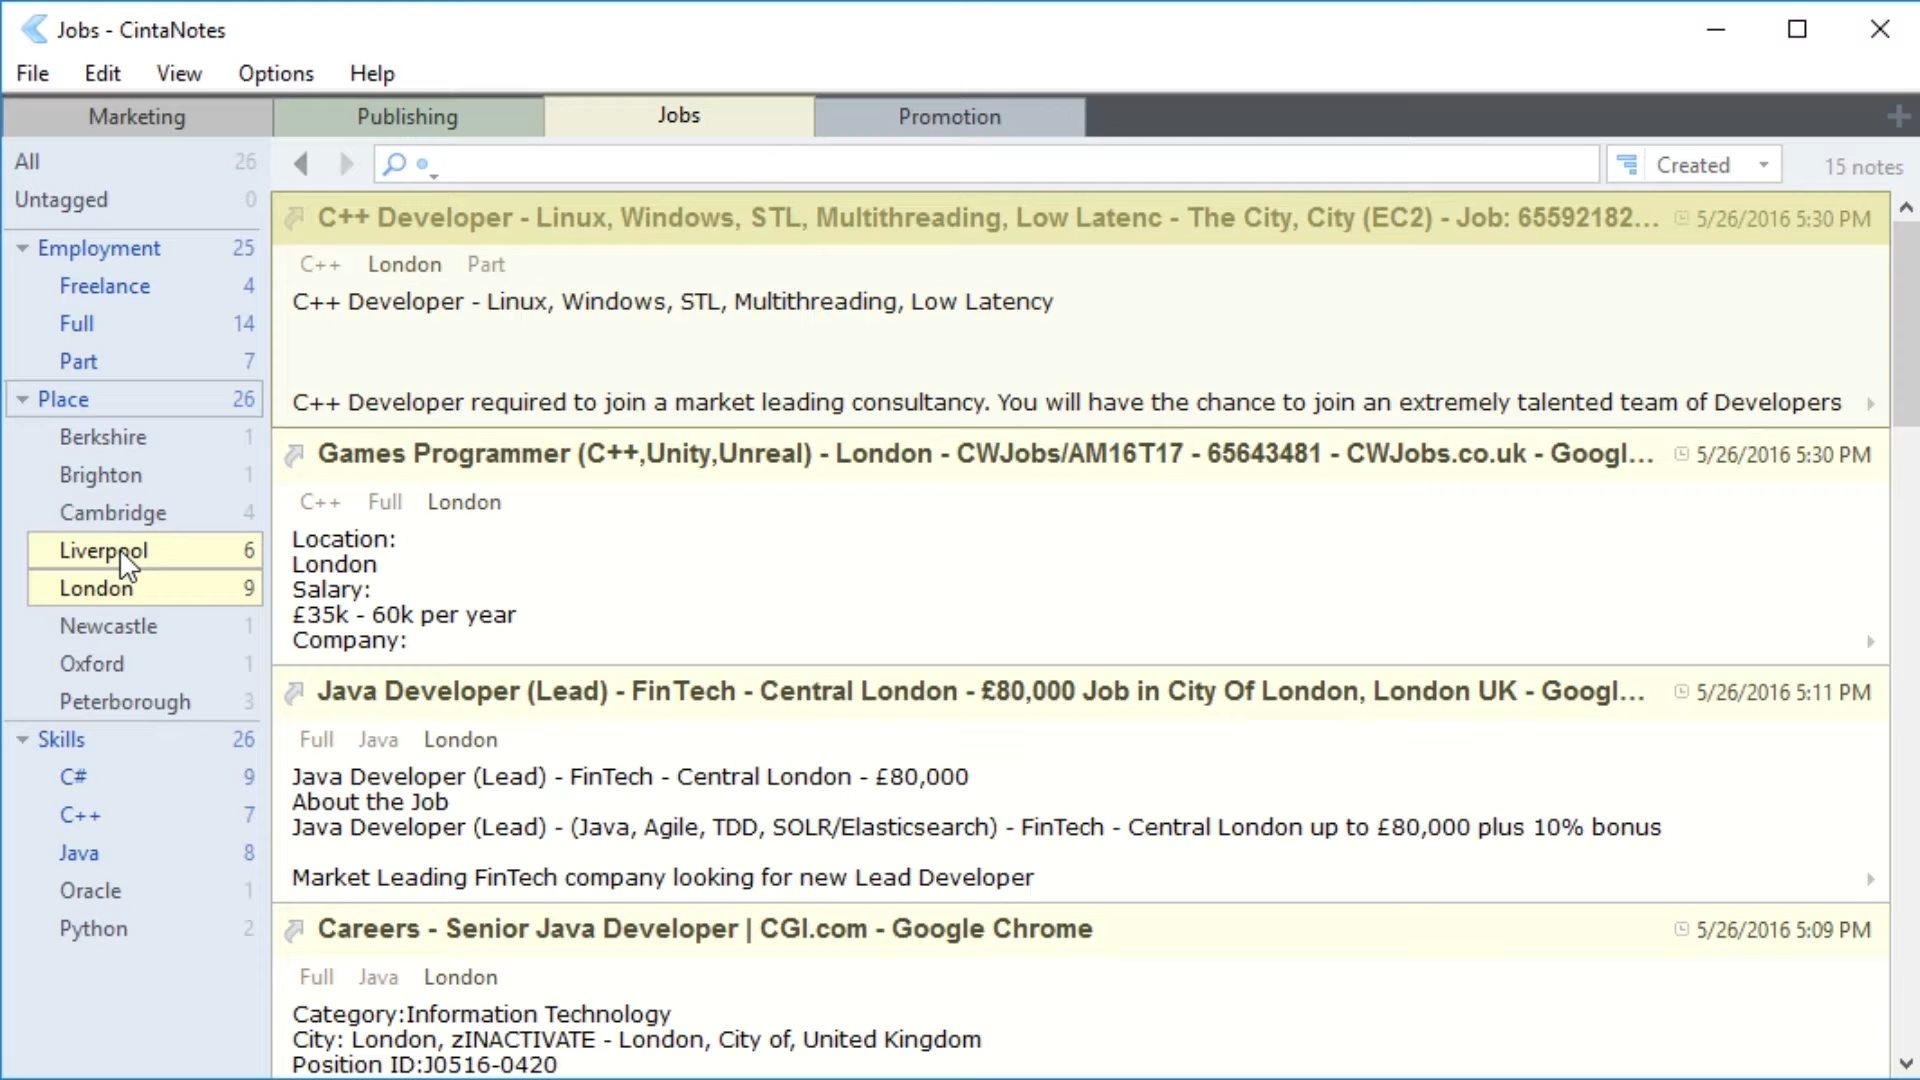 Jobs - CintaNotes
File Edit View Options Help
Marketing Publishing Jobs Promotion
All 26
Untagged 0
Employment 25
Freelance 4
Full 14
Part 7
Place 26
Berkshire 1
Brighton 1
Cambridge 4
Liverpool 6
London 9
Newcastle 1
Oxford 1
Peterborough 3
Skills 26
C# 9
C++ 7
Java 8
Oracle 1
Python 2
Created 15 notes
C++ Developer - Linux, Windows, STL, Multithreading, Low Latenc - The City, City (EC2) - Job: 65592182... 5/26/2016 5:30 PM
C++ London Part
C++ Developer - Linux, Windows, STL, Multithreading, Low Latency
C++ Developer required to join a market leading consultancy. You will have the chance to join an extremely talented team of Developers
Games Programmer (C++,Unity,Unreal) - London - CWJobs/AM16T17 - 65643481 - CWJobs.co.uk - Googl... 5/26/2016 5:30 PM
C++ Full London
Location:
London
Salary:
£35k - 60k per year
Company:
Java Developer (Lead) - FinTech - Central London - £80,000 Job in City Of London, London UK - Googl... 5/26/2016 5:11 PM
Full Java London
Java Developer (Lead) - FinTech - Central London - £80,000
About the Job
Java Developer (Lead) - (Java, Agile, TDD, SOLR/Elasticsearch) - FinTech - Central London up to £80,000 plus 10% bonus
Market Leading FinTech company looking for new Lead Developer
Careers - Senior Java Developer | CGI.com - Google Chrome 5/26/2016 5:09 PM
Full Java London
Category:Information Technology
City: London, zINACTIVATE - London, City of, United Kingdom
Position ID:J0516-0420